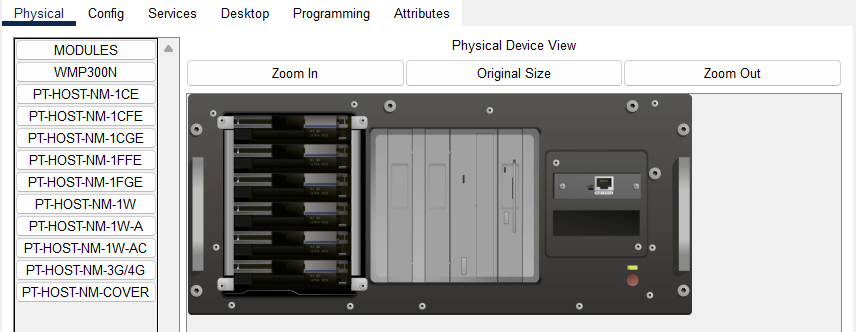 Physical Config Services Desktop Programming Attributes
MODULES
WMP300N
PT-HOST-NM-1CE
PT-HOST-NM-1CFE
PT-HOST-NM-1CGE
PT-HOST-NM-1FFE
PT-HOST-NM-1FGE
PT-HOST-NM-1W
PT-HOST-NM-1W-A
PT-HOST-NM-1W-AC
PT-HOST-NM-3G/4G
PT-HOST-NM-COVER
Physical Device View
Zoom In Original Size Zoom Out